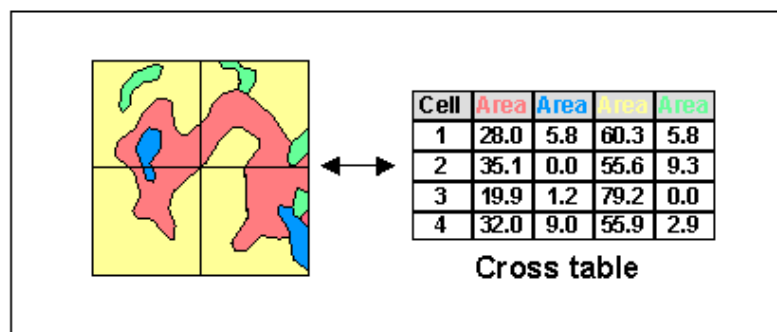 Cell Area Area Area Area
1 28.0 5.8 60.3 5.8
2 35.1 0.0 55.6 9.3
3 19.9 1.2 79.2 0.0
4 32.0 9.0 55.9 2.9
Cross table